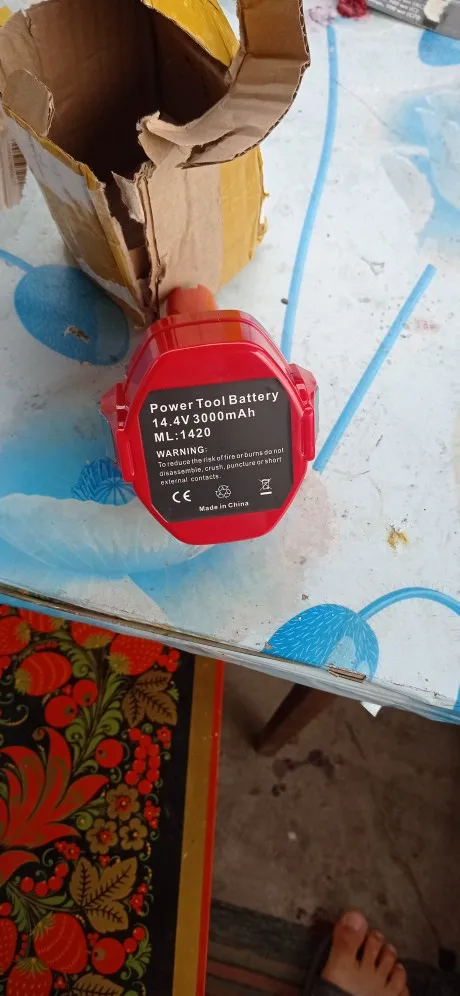 Power Tool Battery
14.4V 3000mAh
ML:1420
WARNING:
To reduce the risk of fire or burns do not
disassemble, crush, puncture or short
external contacts.
CE
Made in China